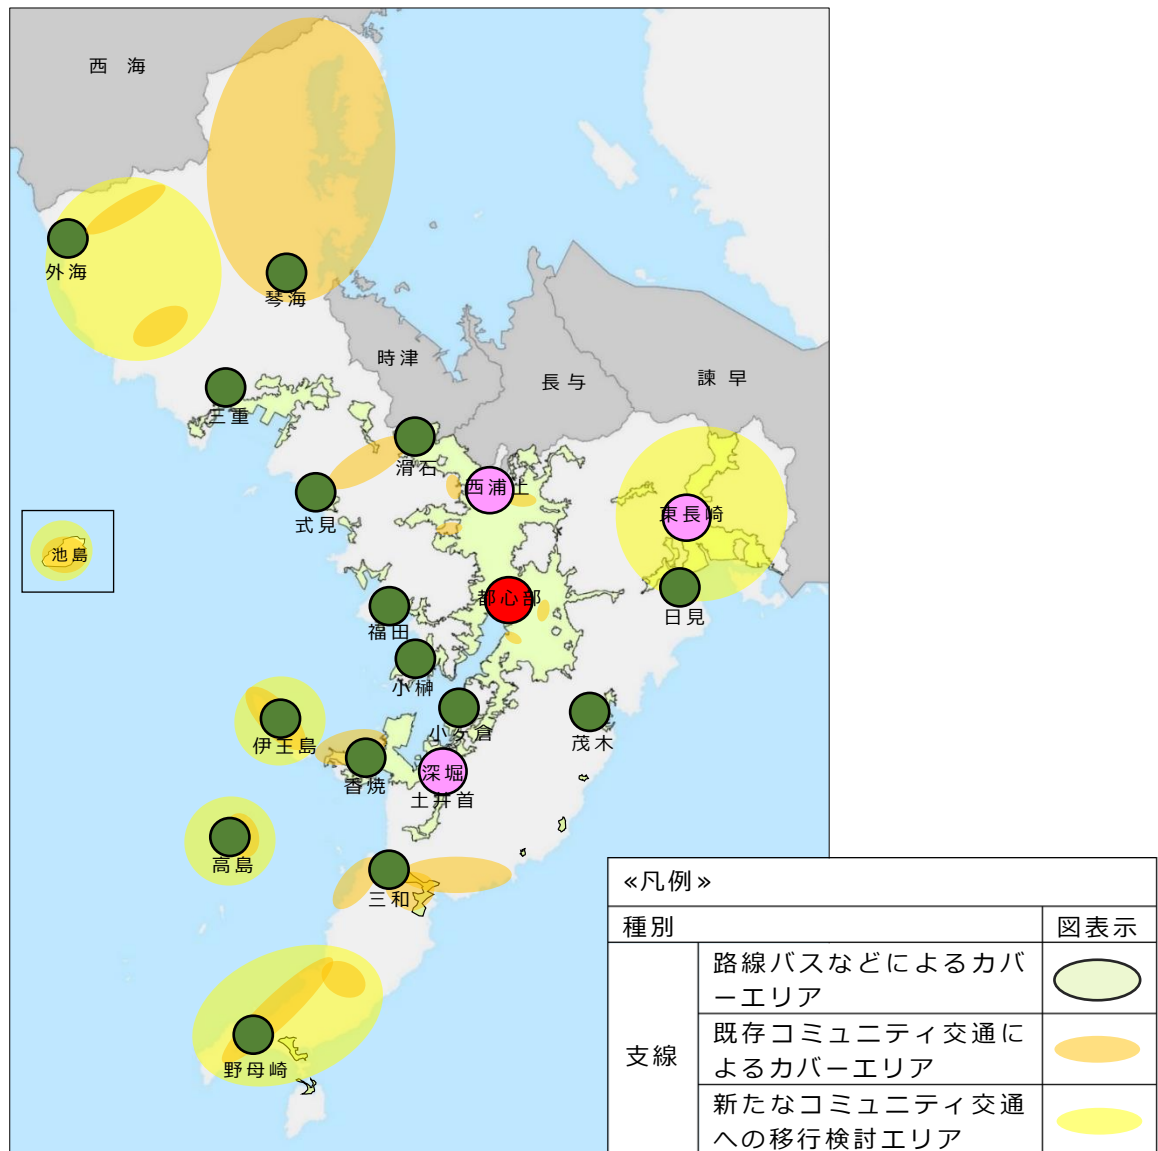 西 海
外海
琴海
時津
長与
諫早
三重
滑石
西浦上
式見
東長崎
池島
都心部
日見
福田
小榊
小ヶ倉
茂木
伊王島
香焼
深堀
土井首
高島
三和
野母崎
≪凡例≫
種別
図表示
支線
路線バスなどによるカバ
ーエリア
既存コミュニティ交通に
よるカバーエリア
新たなコミュニティ交通
への移行検討エリア